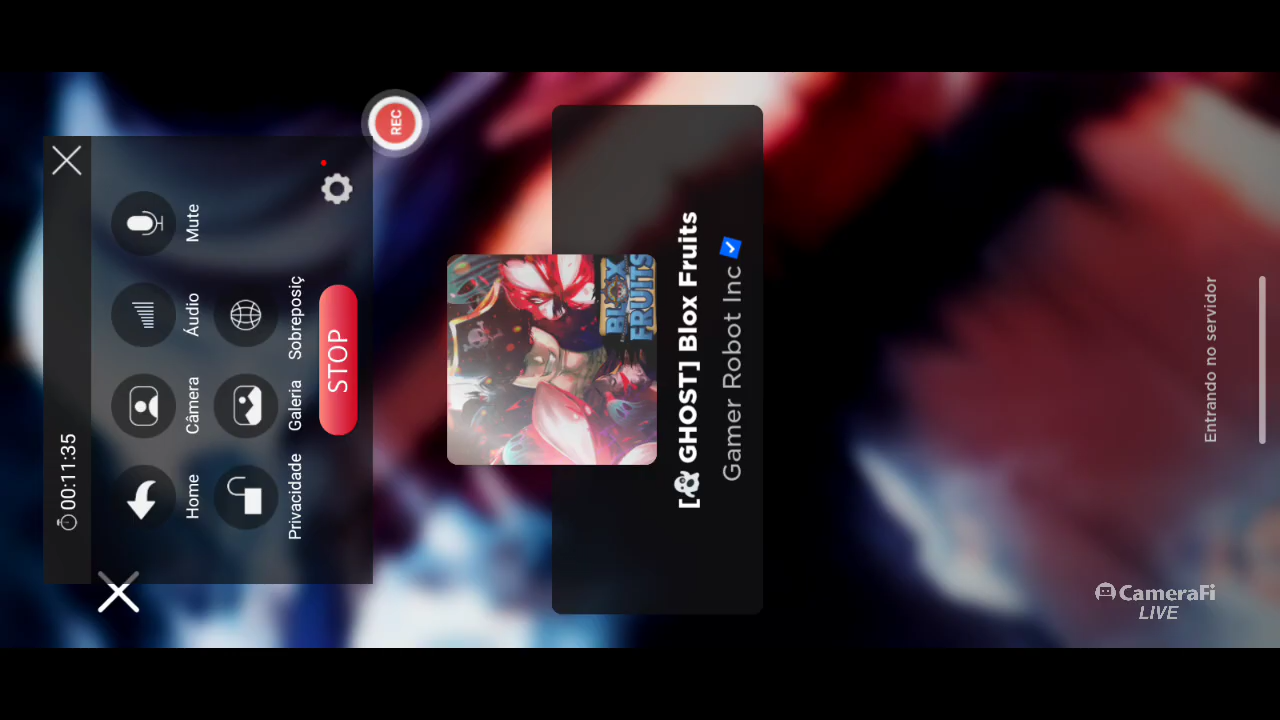 00:11:35
Home
Câmera
Áudio
Mute
Privacidade
Galeria
Sobreposiç
STOP
REC
BLOX
FRUITS
[👻 GHOST] Blox Fruits
Gamer Robot Inc
Entrando no servidor
CameraFi
LIVE